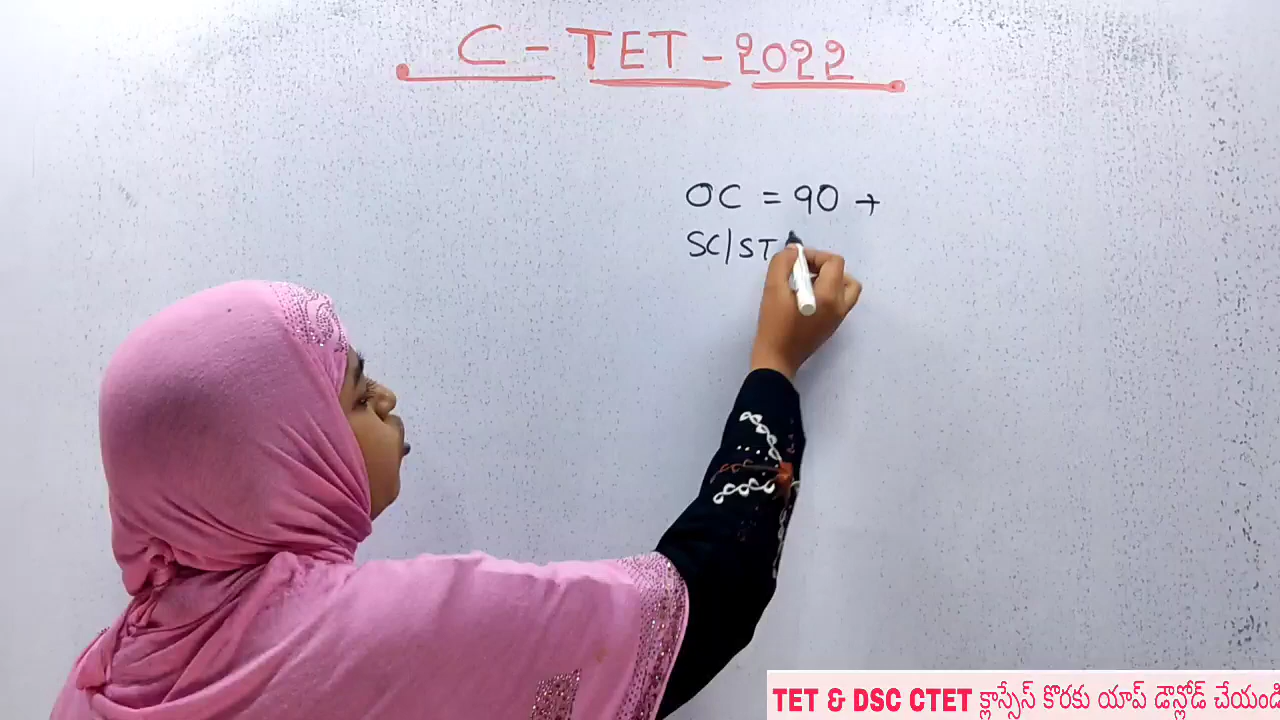 C - TET - 2022
OC = 90 +
SC/ST
TET & DSC CTET క్లాస్సేస్ కొరకు యాప్ డౌన్లోడ్ చేయండి